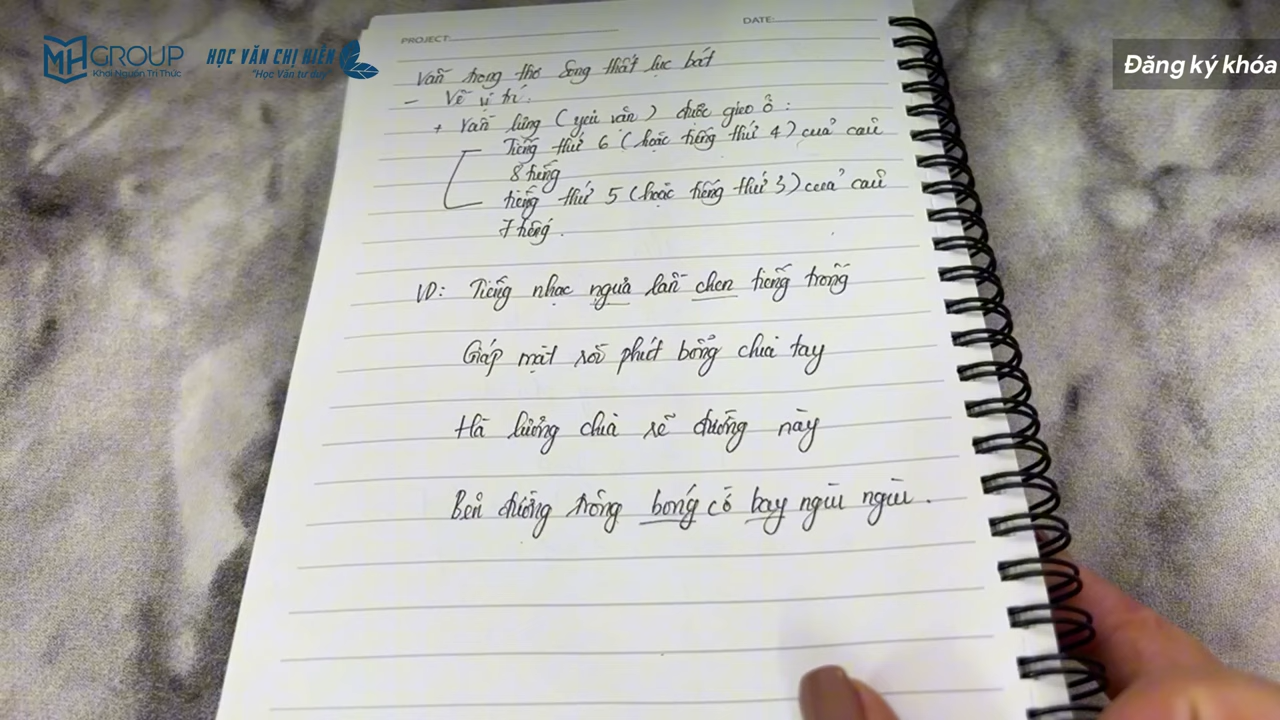 MH GROUP
Khơi Nguồn Tri Thức
HỌC VĂN CHỊ HIÊN
"Học Văn tư duy"
Đăng ký khóa
PROJECT:
DATE:
Vần trong thơ song thất lục bát
- Về vị trí.
+ Vần lưng (yêu vận) được gieo ở:
Tiếng thứ 6 (hoặc tiếng thứ 4) của câu
8 tiếng
tiếng thứ 5 (hoặc tiếng thứ 3) của câu
7 tiếng.
VD: Tiếng nhạc ngựa lần chen tiếng trống
Giáp mặt rồi phút bỗng chia tay
Hà lương chia rẽ đường này
Bên đường trông bóng cờ bay ngùi ngùi.